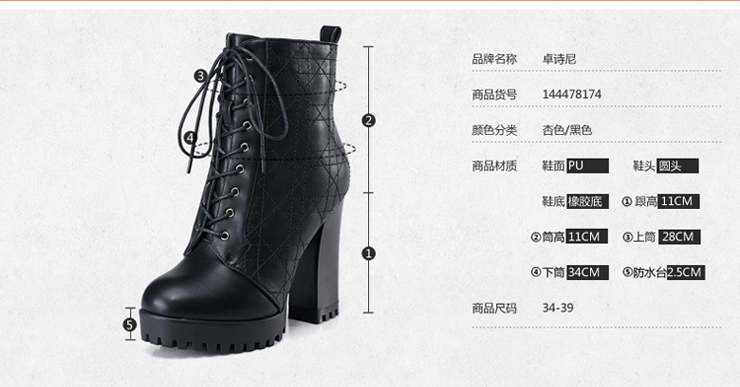 品牌名称 卓诗尼
商品货号 144478174
颜色分类 杏色/黑色
商品材质 鞋面 PU 鞋头 圆头
鞋底 橡胶底 ①跟高 11CM
②筒高 11CM ③上筒 28CM
④下筒 34CM ⑤防水台 2.5CM
商品尺码 34-39
3
2
4
1
5